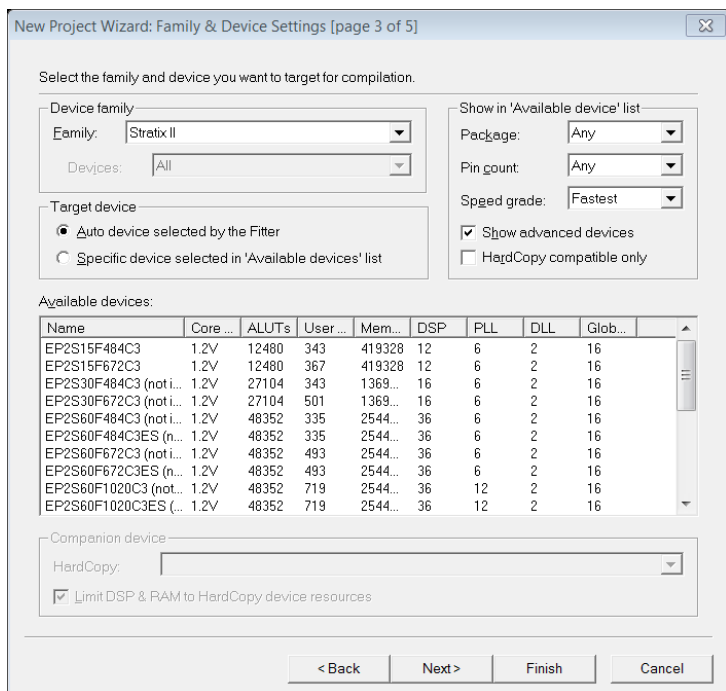 New Project Wizard: Family & Device Settings [page 3 of 5]
Select the family and device you want to target for compilation.
Device family
Family: Stratix II
Devices: All
Show in 'Available device' list
Package: Any
Pin count: Any
Speed grade: Fastest
Show advanced devices
HardCopy compatible only
Target device
Auto device selected by the Fitter
Specific device selected in 'Available devices' list
Available devices:
Name Core ... ALUTs User ... Mem... DSP PLL DLL Glob...
EP2S15F484C3 1.2V 12480 343 419328 12 6 2 16
EP2S15F672C3 1.2V 12480 367 419328 12 6 2 16
EP2S30F484C3 (not i... 1.2V 27104 343 1369... 16 6 2 16
EP2S30F672C3 (not i... 1.2V 27104 501 1369... 16 6 2 16
EP2S60F484C3 (not i... 1.2V 48352 335 2544... 36 6 2 16
EP2S60F484C3ES (n... 1.2V 48352 335 2544... 36 6 2 16
EP2S60F672C3 (not i... 1.2V 48352 493 2544... 36 6 2 16
EP2S60F672C3ES (n... 1.2V 48352 493 2544... 36 6 2 16
EP2S60F1020C3 (not... 1.2V 48352 719 2544... 36 12 2 16
EP2S60F1020C3ES (... 1.2V 48352 719 2544... 36 12 2 16
Companion device
HardCopy:
Limit DSP & RAM to HardCopy device resources
< Back Next > Finish Cancel